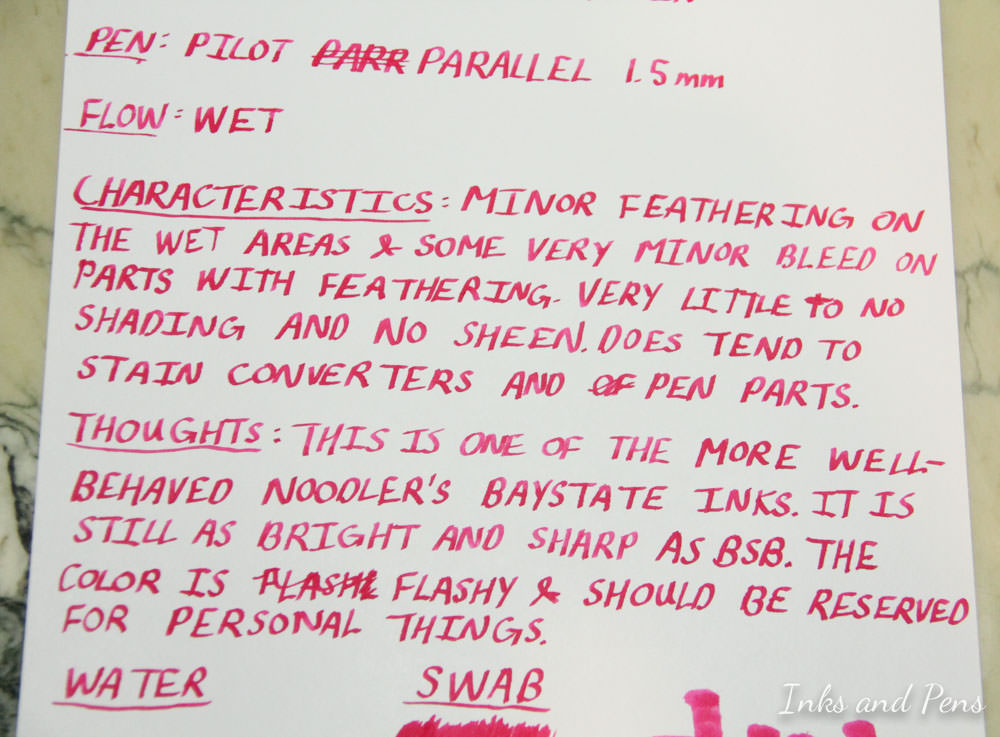 PEN: PILOT PARR PARALLEL 1.5mm
FLOW: WET
CHARACTERISTICS: MINOR FEATHERING ON
THE WET AREAS & SOME VERY MINOR BLEED ON
PARTS WITH FEATHERING. VERY LITTLE to NO
SHADING AND NO SHEEN. DOES TEND TO
STAIN CONVERTERS AND OF PEN PARTS.
THOUGHTS: THIS IS ONE OF THE MORE WELL-
BEHAVED NOODLER'S BAYSTATE INKS. IT IS
STILL AS BRIGHT AND SHARP AS BSB. THE
COLOR IS FLASHY & SHOULD BE RESERVED
FOR PERSONAL THINGS.
WATER SWAB
Inks and Pens